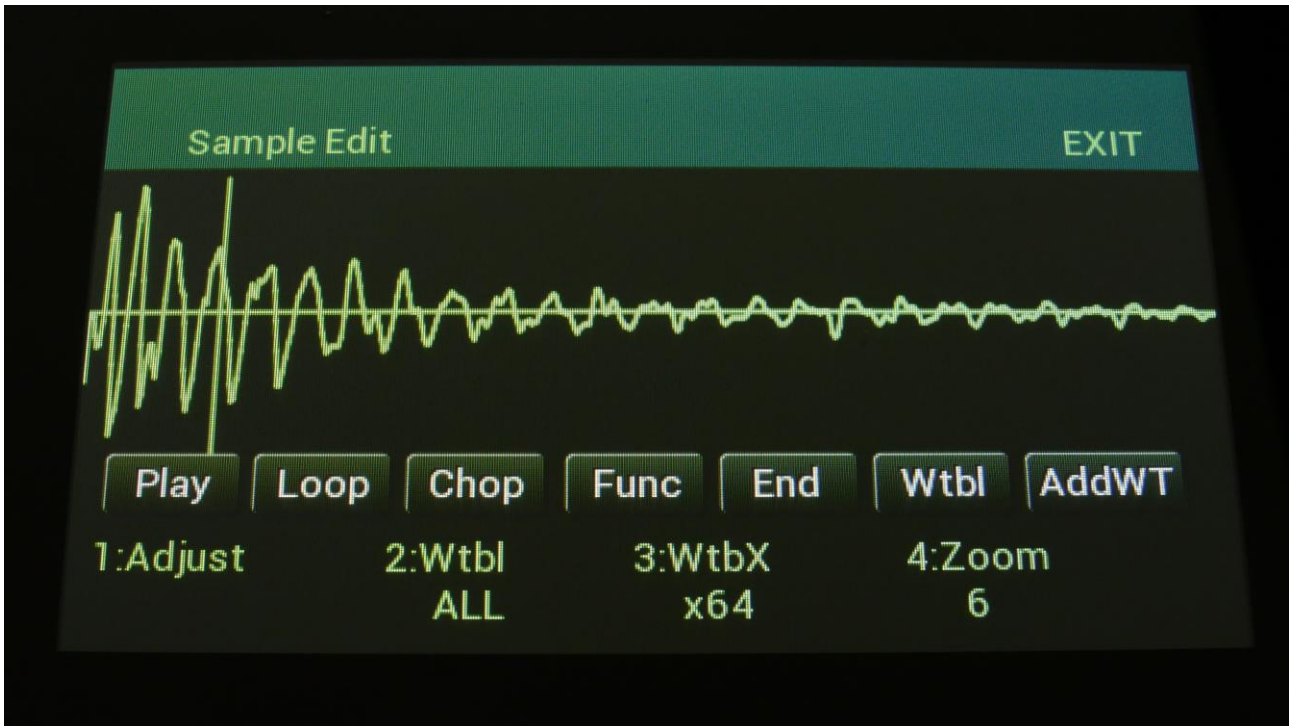 Sample Edit EXIT
Play Loop Chop Func End Wtbl AddWT
1:Adjust 2:Wtbl 3:WtbX 4:Zoom
ALL x64 6